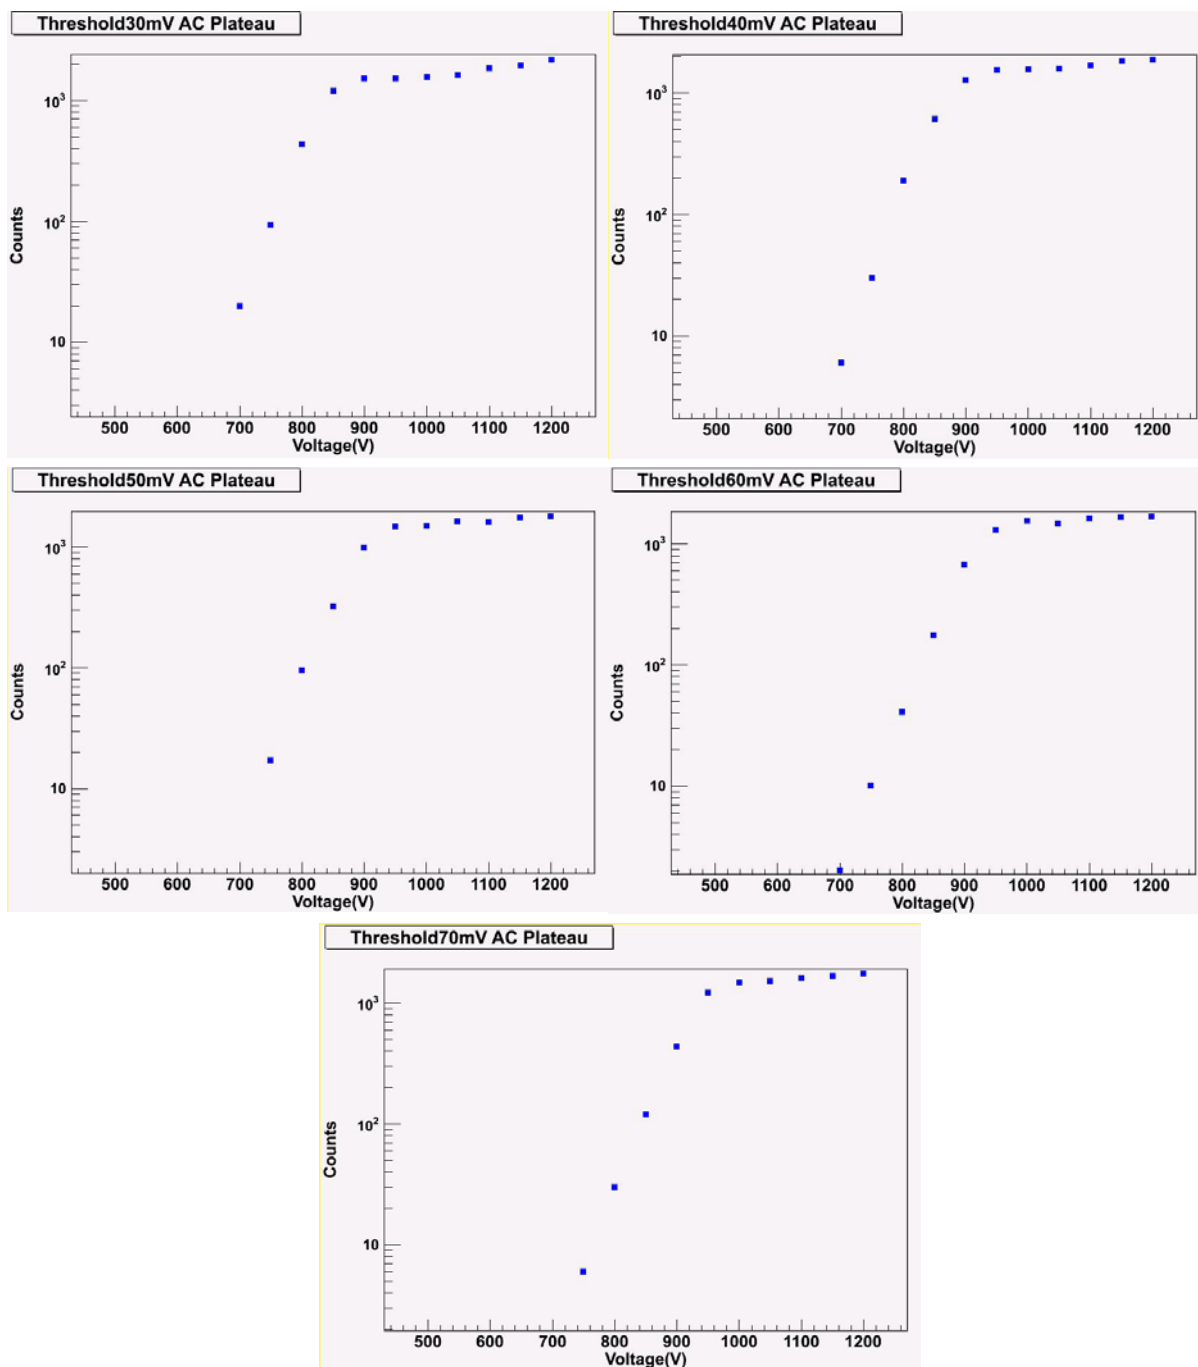 Threshold30mV AC Plateau
Counts
10³
10²
10
500 600 700 800 900 1000 1100 1200
Voltage(V)
Threshold40mV AC Plateau
Counts
10³
10²
10
500 600 700 800 900 1000 1100 1200
Voltage(V)
Threshold50mV AC Plateau
Counts
10³
10²
10
500 600 700 800 900 1000 1100 1200
Voltage(V)
Threshold60mV AC Plateau
Counts
10³
10²
10
500 600 700 800 900 1000 1100 1200
Voltage(V)
Threshold70mV AC Plateau
Counts
10³
10²
10
500 600 700 800 900 1000 1100 1200
Voltage(V)